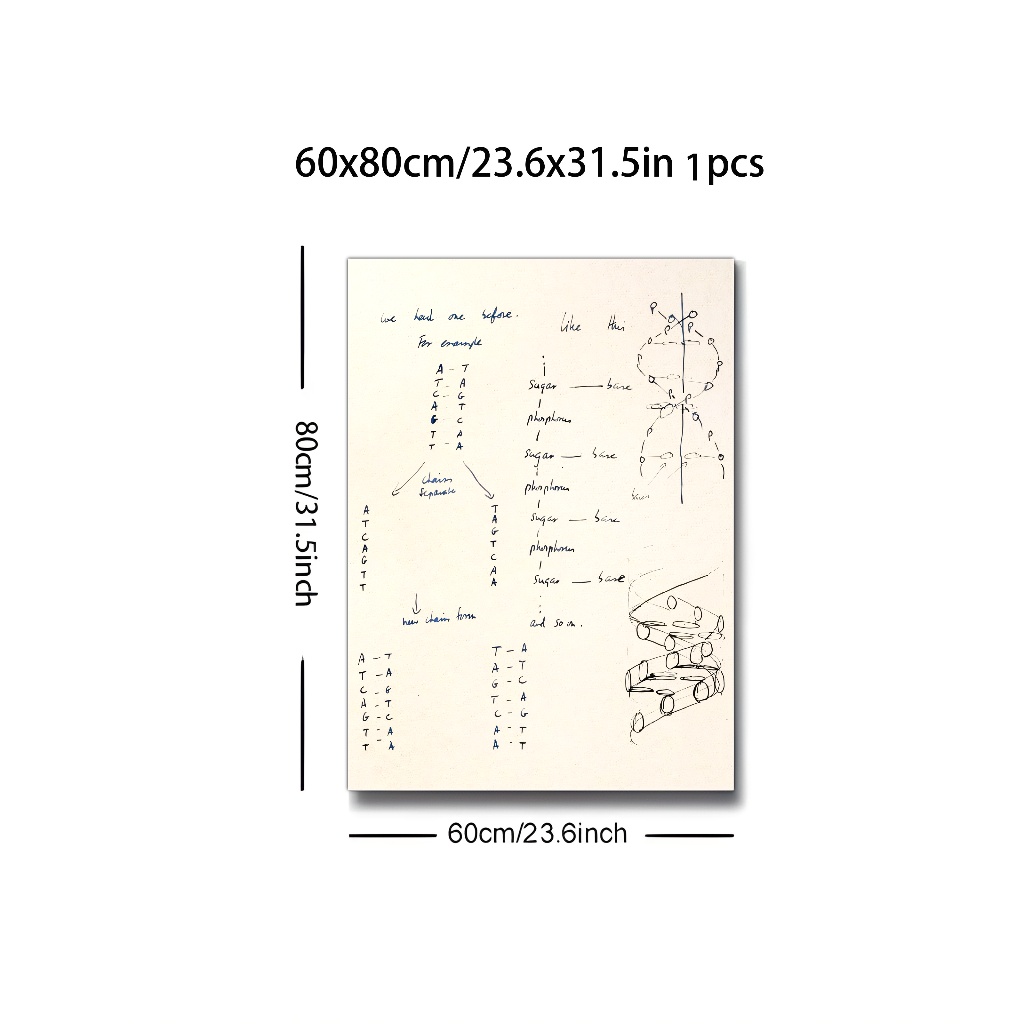 60x80cm/23.6x31.5in 1pcs
80cm/31.5inch
we had one before.
For example
A - T
T - A
C - G
A T
G C
T A
T - A
chains
separate
A
T
C
A
G
T
T
T
A
G
T
C
A
A
new chains form
A - T
T - A
C - G
A - T
G - C
T - A
T - A
T - A
A - T
G - C
T - A
C - G
A - T
A - T
like this
sugar — base
phosphorus
sugar — base
phosphorus
sugar — base
phosphorus
sugar — base
and so on.
P
P P
P P
P P
P P
60cm/23.6inch